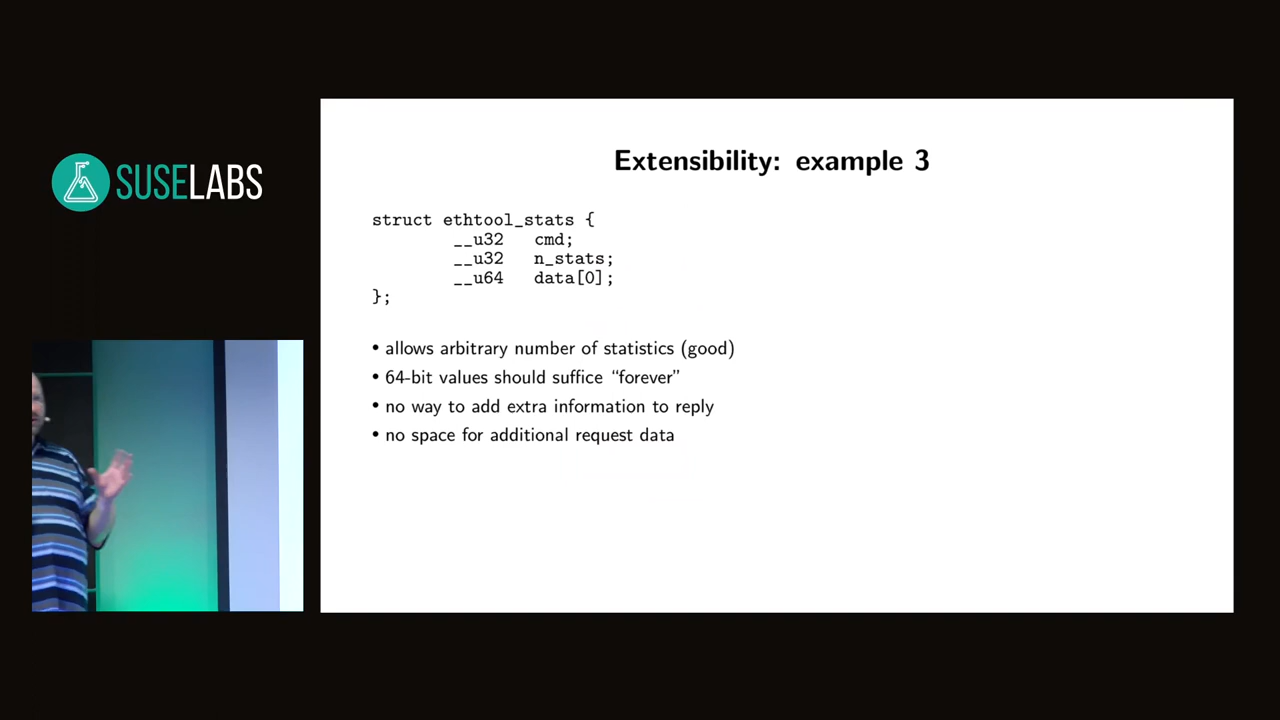 SUSELABS
Extensibility: example 3
struct ethtool_stats {
__u32 cmd;
__u32 n_stats;
__u64 data[0];
};
• allows arbitrary number of statistics (good)
• 64-bit values should suffice “forever”
• no way to add extra information to reply
• no space for additional request data